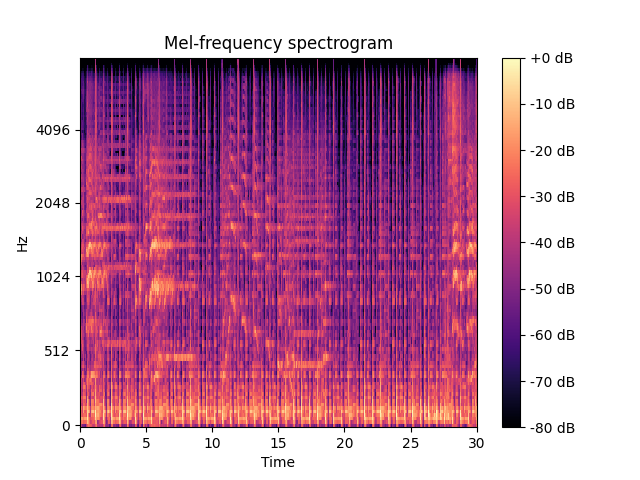 Mel-frequency spectrogram
Hz
4096
2048
1024
512
0
0 5 10 15 20 25 30
Time
+0 dB
-10 dB
-20 dB
-30 dB
-40 dB
-50 dB
-60 dB
-70 dB
-80 dB